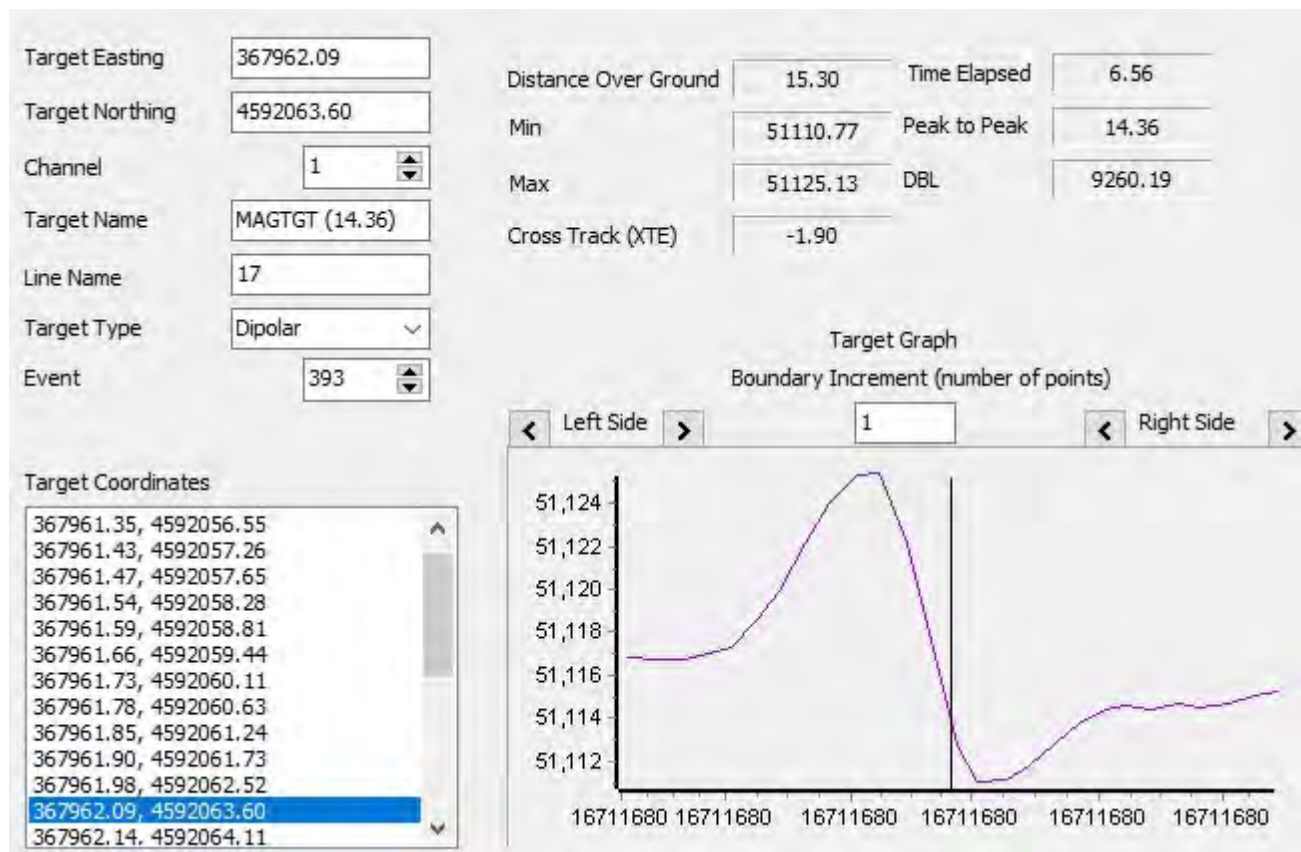 Target Easting 367962.09
Target Northing 4592063.60
Channel 1
Target Name MAGTGT (14.36)
Line Name 17
Target Type Dipolar
Event 393
Distance Over Ground 15.30 Time Elapsed 6.56
Min 51110.77 Peak to Peak 14.36
Max 51125.13 DBL 9260.19
Cross Track (XTE) -1.90
Target Graph
Boundary Increment (number of points)
< Left Side > 1 < Right Side >
51,124
51,122
51,120
51,118
51,116
51,114
51,112
16711680 16711680 16711680 16711680 16711680 16711680
Target Coordinates
367961.35, 4592056.55
367961.43, 4592057.26
367961.47, 4592057.65
367961.54, 4592058.28
367961.59, 4592058.81
367961.66, 4592059.44
367961.73, 4592060.11
367961.78, 4592060.63
367961.85, 4592061.24
367961.90, 4592061.73
367961.98, 4592062.52
367962.09, 4592063.60
367962.14, 4592064.11